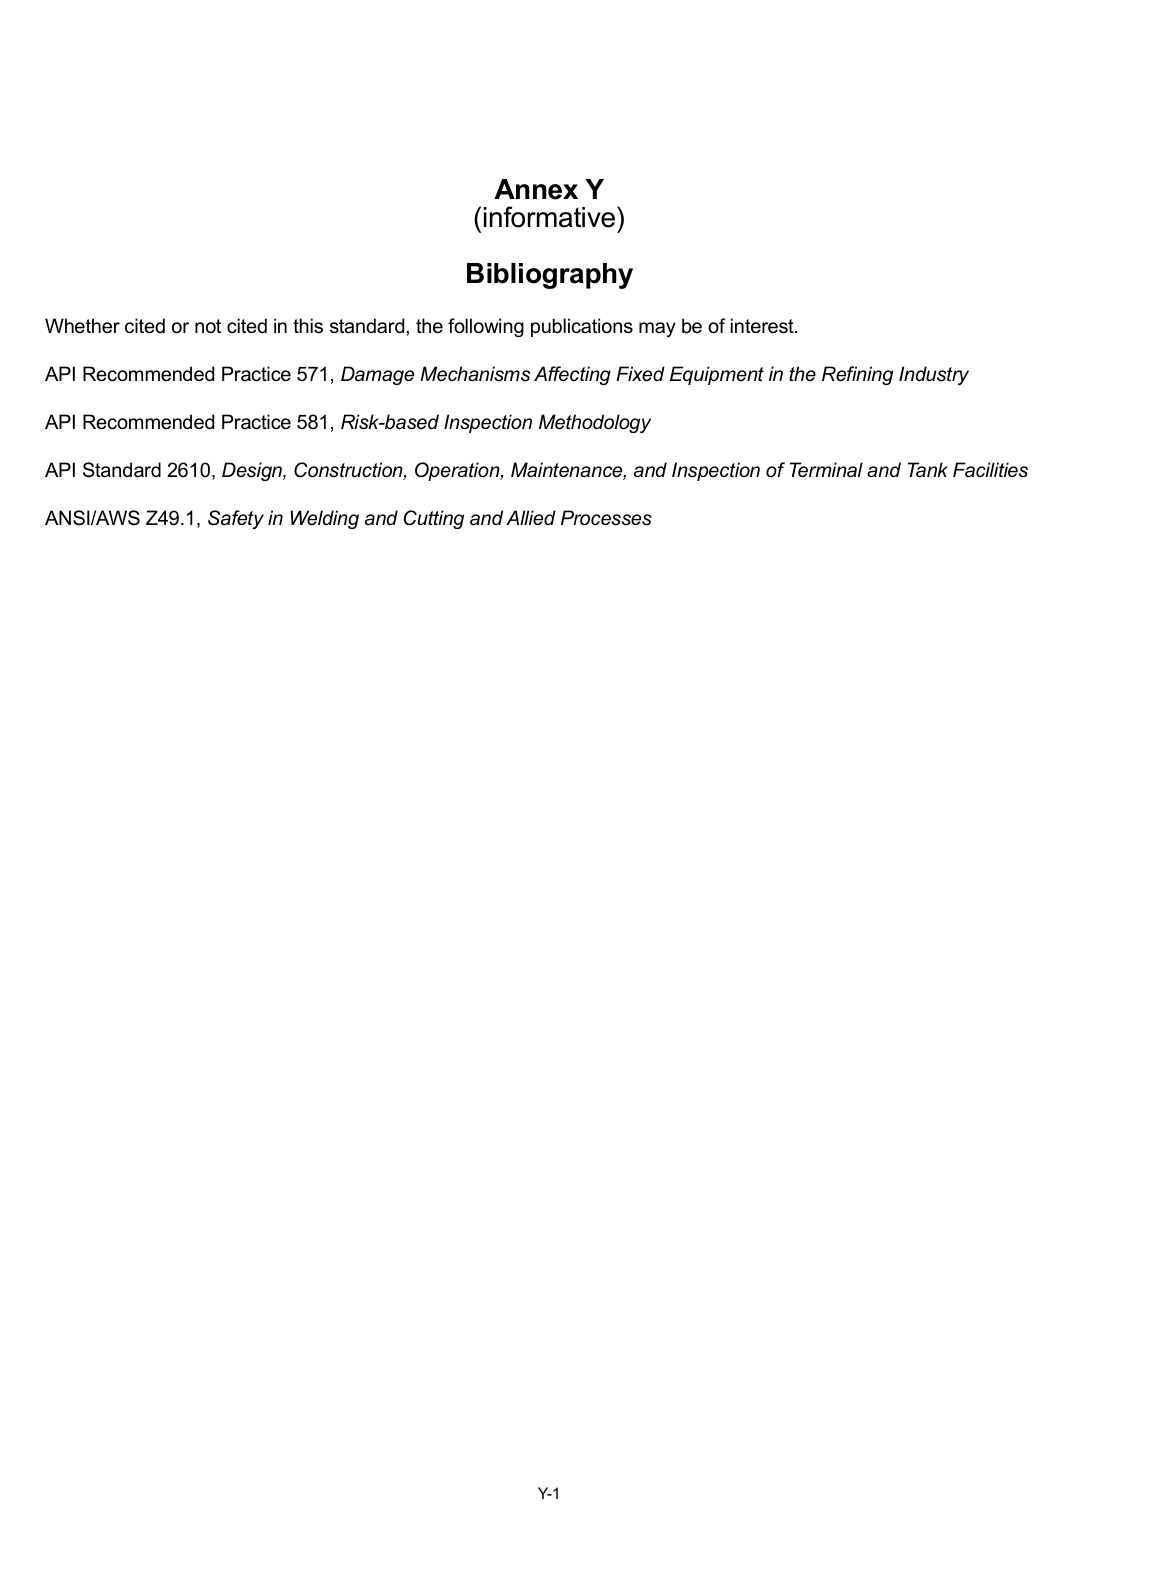 Annex Y
(informative)
Bibliography
Whether cited or not cited in this standard, the following publications may be of interest.
API Recommended Practice 571, Damage Mechanisms Affecting Fixed Equipment in the Refining Industry
API Recommended Practice 581, Risk-based Inspection Methodology
API Standard 2610, Design, Construction, Operation, Maintenance, and Inspection of Terminal and Tank Facilities
ANSI/AWS Z49.1, Safety in Welding and Cutting and Allied Processes
Y-1